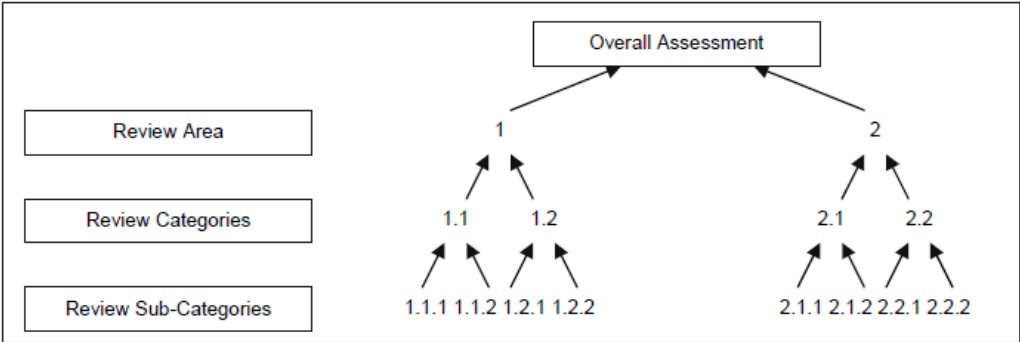 Overall Assessment
Review Area
1
2
Review Categories
1.1
1.2
2.1
2.2
Review Sub-Categories
1.1.1 1.1.2 1.2.1 1.2.2
2.1.1 2.1.2 2.2.1 2.2.2